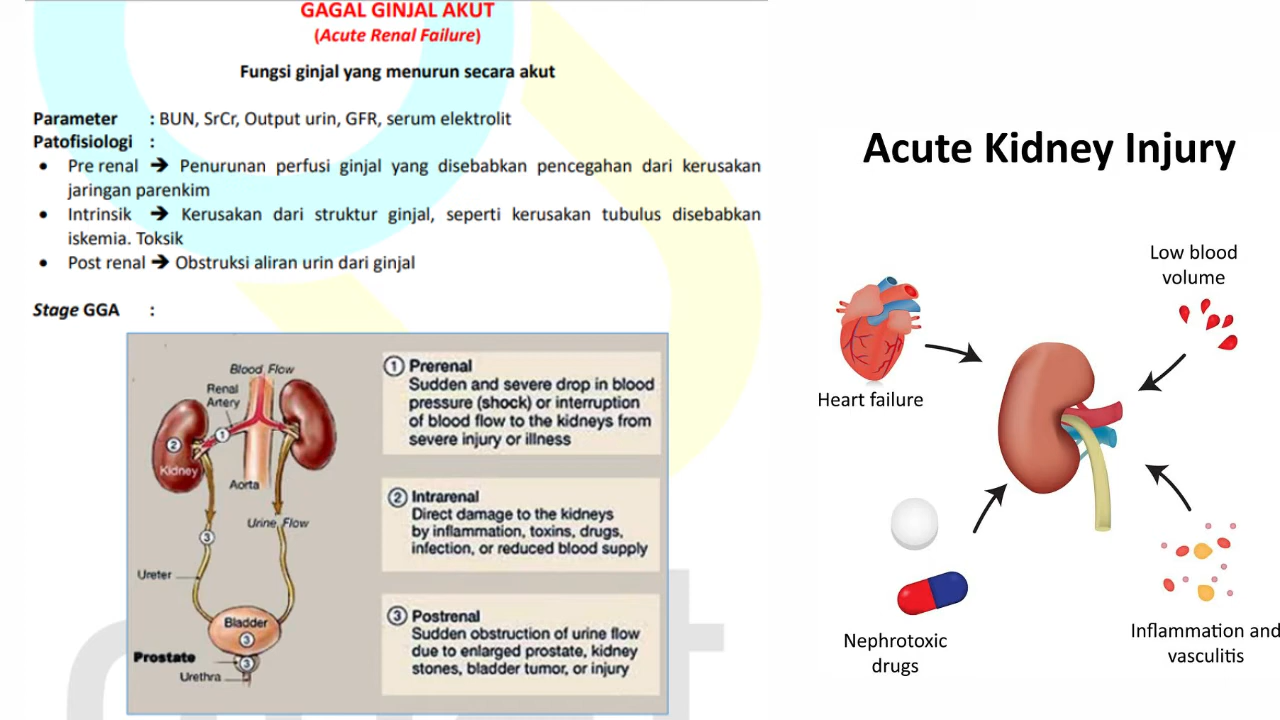 GAGAL GINJAL AKUT
(Acute Renal Failure)
Fungsi ginjal yang menurun secara akut
Parameter : BUN, SrCr, Output urin, GFR, serum elektrolit
Patofisiologi :
• Pre renal ➔ Penurunan perfusi ginjal yang disebabkan pencegahan dari kerusakan
jaringan parenkim
• Intrinsik ➔ Kerusakan dari struktur ginjal, seperti kerusakan tubulus disebabkan
iskemia. Toksik
• Post renal ➔ Obstruksi aliran urin dari ginjal
Stage GGA :
Blood Flow
Renal
Artery
1
2
Kidney
Aorta
Urine Flow
3
Ureter
Bladder
3
Prostate
3
Urethra
1 Prerenal
Sudden and severe drop in blood
pressure (shock) or interruption
of blood flow to the kidneys from
severe injury or illness
2 Intrarenal
Direct damage to the kidneys
by inflammation, toxins, drugs,
infection, or reduced blood supply
3 Postrenal
Sudden obstruction of urine flow
due to enlarged prostate, kidney
stones, bladder tumor, or injury
Acute Kidney Injury
Low blood
volume
Heart failure
Nephrotoxic
drugs
Inflammation and
vasculitis